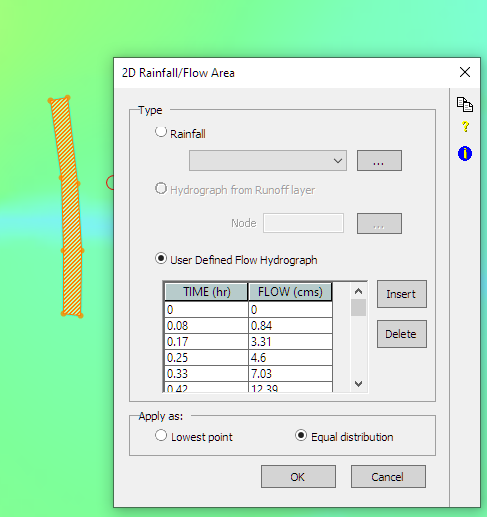 2D Rainfall/Flow Area
Type
Rainfall
...
Hydrograph from Runoff layer
Node
...
User Defined Flow Hydrograph
TIME (hr) FLOW (cms)
0 0
0.08 0.84
0.17 3.31
0.25 4.6
0.33 7.03
0.42 12.39
Insert
Delete
Apply as:
Lowest point
Equal distribution
OK
Cancel